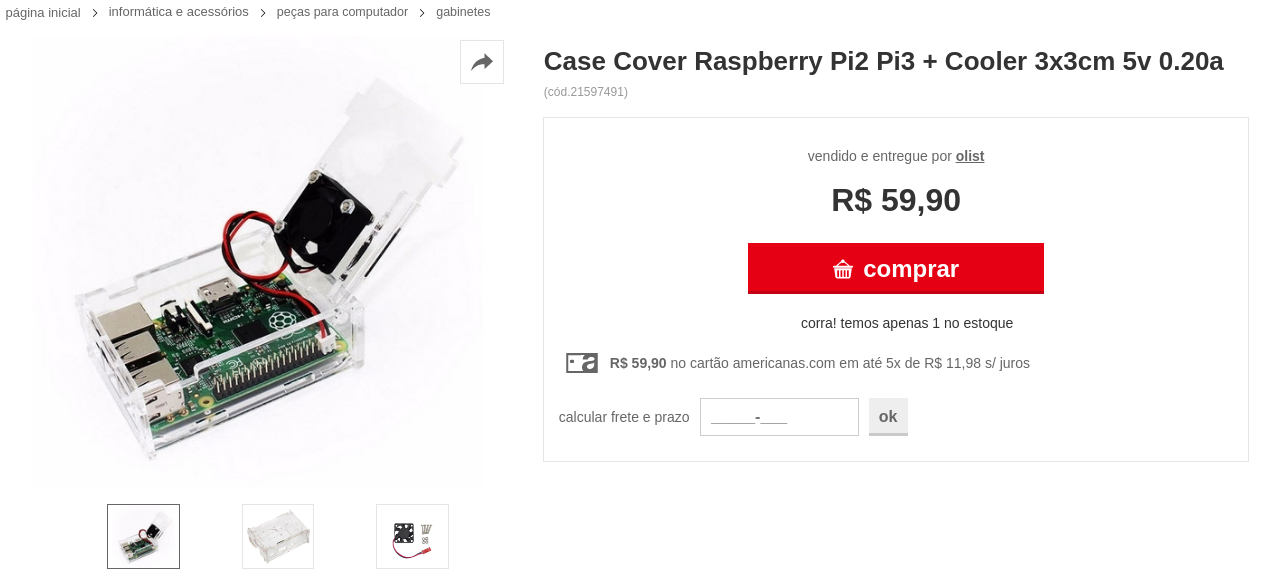 página inicial > informática e acessórios > peças para computador > gabinetes
Case Cover Raspberry Pi2 Pi3 + Cooler 3x3cm 5v 0.20a
(cód.21597491)
vendido e entregue por olist
R$ 59,90
comprar
corra! temos apenas 1 no estoque
R$ 59,90 no cartão americanas.com em até 5x de R$ 11,98 s/ juros
calcular frete e prazo _____-___ ok